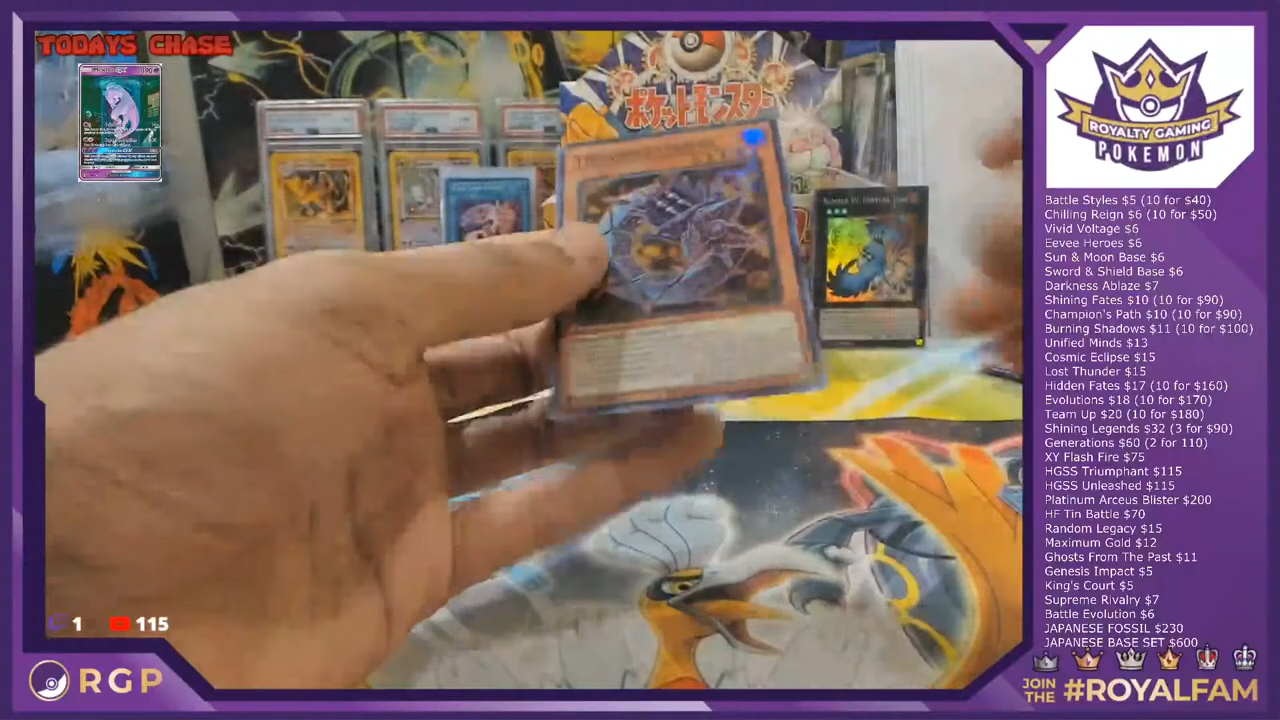 TODAYS CHASE
ポケットモンスター
ROYALTY GAMING
POKEMON
Battle Styles $5 (10 for $40)
Chilling Reign $6 (10 for $50)
Vivid Voltage $6
Eevee Heroes $6
Sun & Moon Base $6
Sword & Shield Base $6
Darkness Ablaze $7
Shining Fates $10 (10 for $90)
Champion's Path $10 (10 for $90)
Burning Shadows $11 (10 for $100)
Unified Minds $13
Cosmic Eclipse $15
Lost Thunder $15
Hidden Fates $17 (10 for $160)
Evolutions $18 (10 for $170)
Team Up $20 (10 for $180)
Shining Legends $32 (3 for $90)
Generations $60 (2 for 110)
XY Flash Fire $75
HGSS Triumphant $115
HGSS Unleashed $115
Platinum Arceus Blister $200
HF Tin Battle $70
Random Legacy $15
Maximum Gold $12
Ghosts From The Past $11
Genesis Impact $5
King's Court $5
Supreme Rivalry $7
Battle Evolution $6
JAPANESE FOSSIL $230
JAPANESE BASE SET $600
1
115
RGP
JOIN
THE
#ROYALFAM